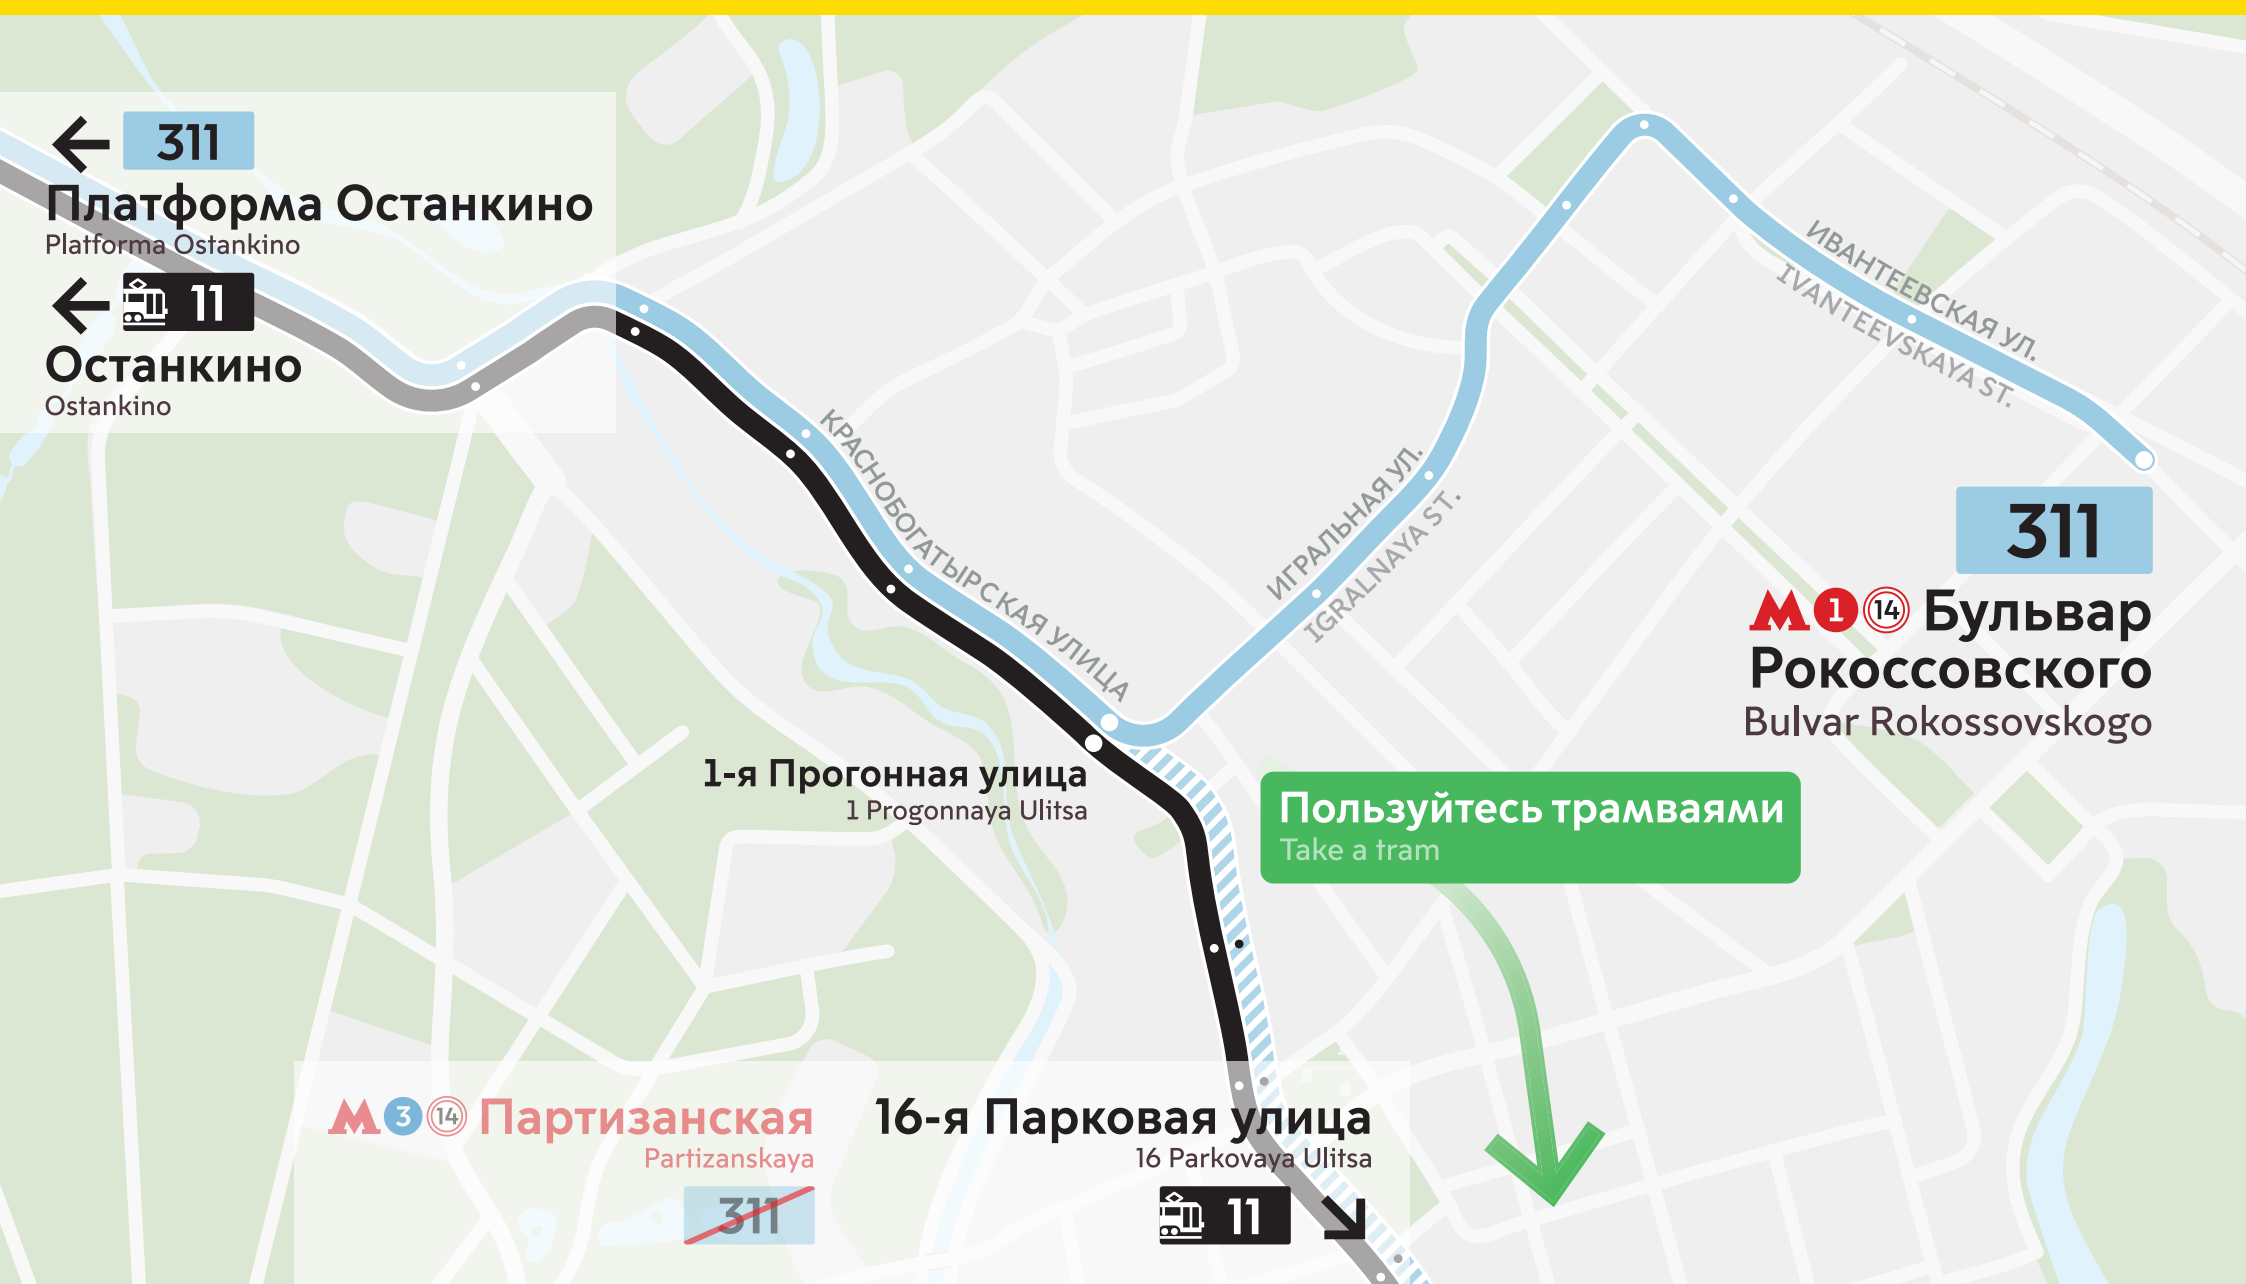 311
Платформа Останкино
Platforma Ostankino
11
Останкино
Ostankino
КРАСНОБОГАТЫРСКАЯ УЛИЦА
ИГРАЛЬНАЯ УЛ.
IGRALNAYA ST.
ИВАНТЕЕВСКАЯ УЛ.
IVANTEEVSKAYA ST.
311
М 1 14 Бульвар
Рокоссовского
Bulvar Rokossovskogo
1-я Прогонная улица
1 Progonnaya Ulitsa
Пользуйтесь трамваями
Take a tram
М 3 14 Партизанская
Partizanskaya
311
16-я Парковая улица
16 Parkovaya Ulitsa
11